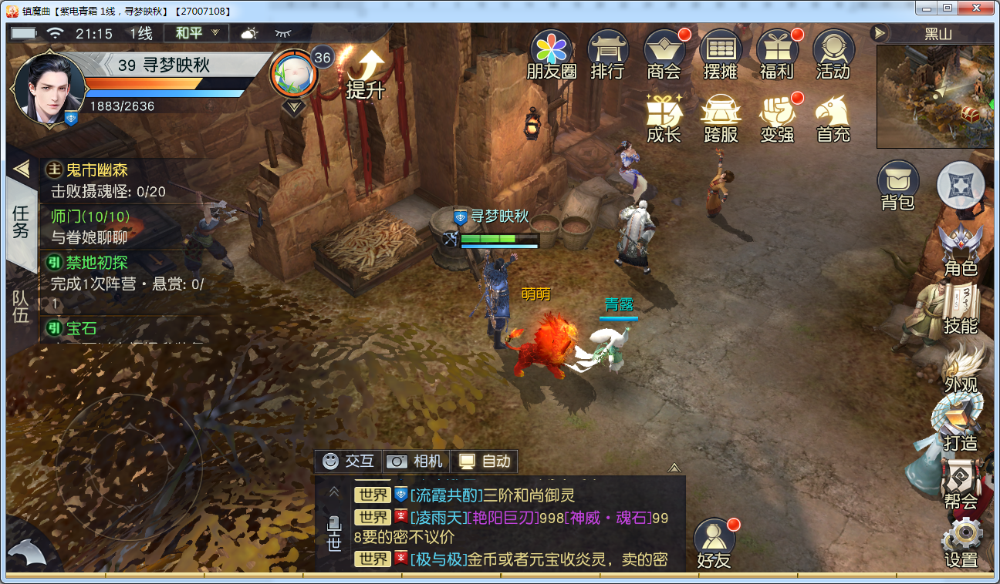 镇魔曲【紫电青霜 1线，寻梦映秋】【27007108】
21:15 1线 和平
黑山
39 寻梦映秋
36
提升
1883/2636
朋友圈 排行 商会 摆摊 福利 活动
成长 跨服 变强 首充
背包
任务
主 鬼市幽森
击败摄魂怪: 0/20
师门(10/10)
与眷娘聊聊
引 禁地初探
完成1次阵营·悬赏: 0/
1
引 宝石
队伍
寻梦映秋
萌萌
青露
角色
技能
外观
打造
帮会
设置
交互 相机 自动
世
世界 [流霞共酌]三阶和尚御灵
世界 [凌雨天][艳阳巨刃]998[神威·魂石]99
8要的密不议价
世界 [极与极]金币或者元宝收炎灵，卖的密
好友